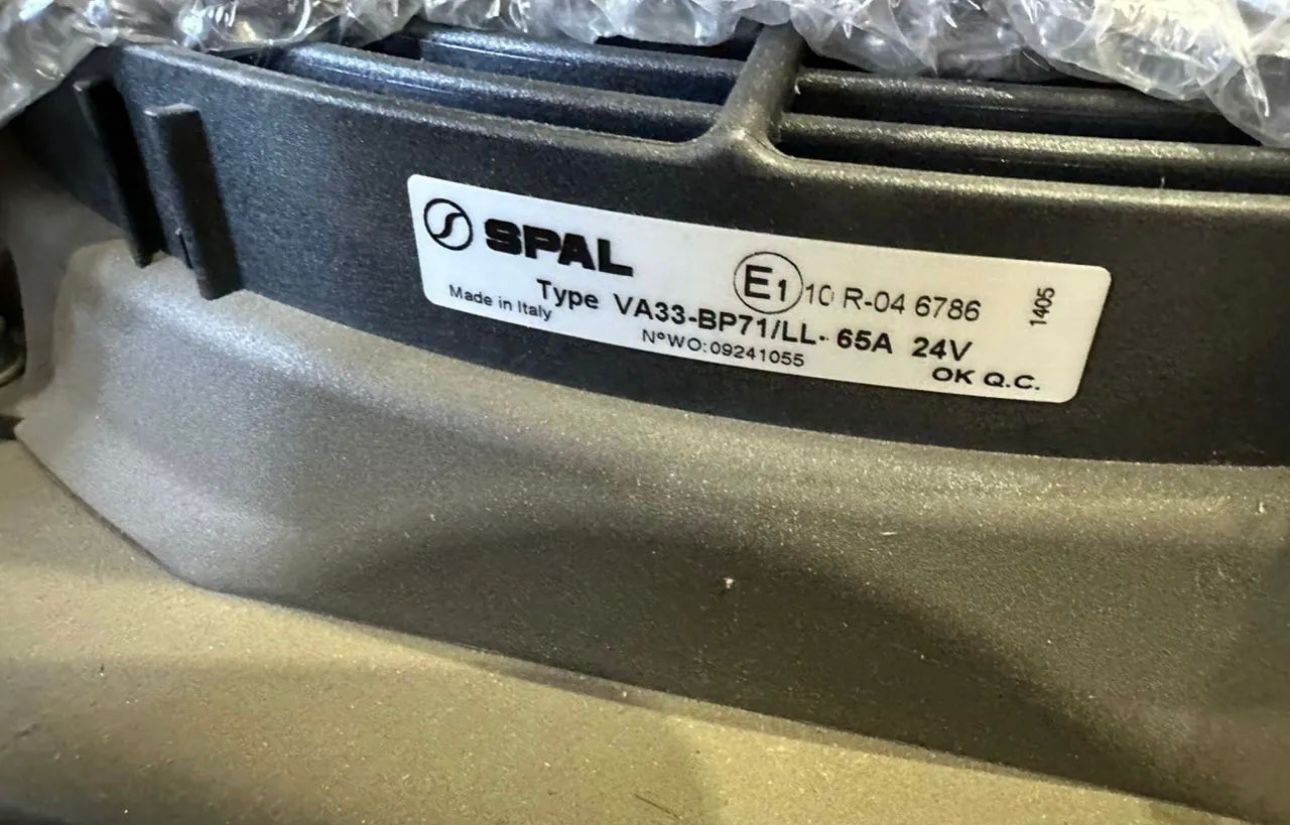 SPAL
E1 10 R-04 6786
1405
Type VA33-BP71/LL-65A 24V
Made in Italy
N°WO:09241055
OK Q.C.